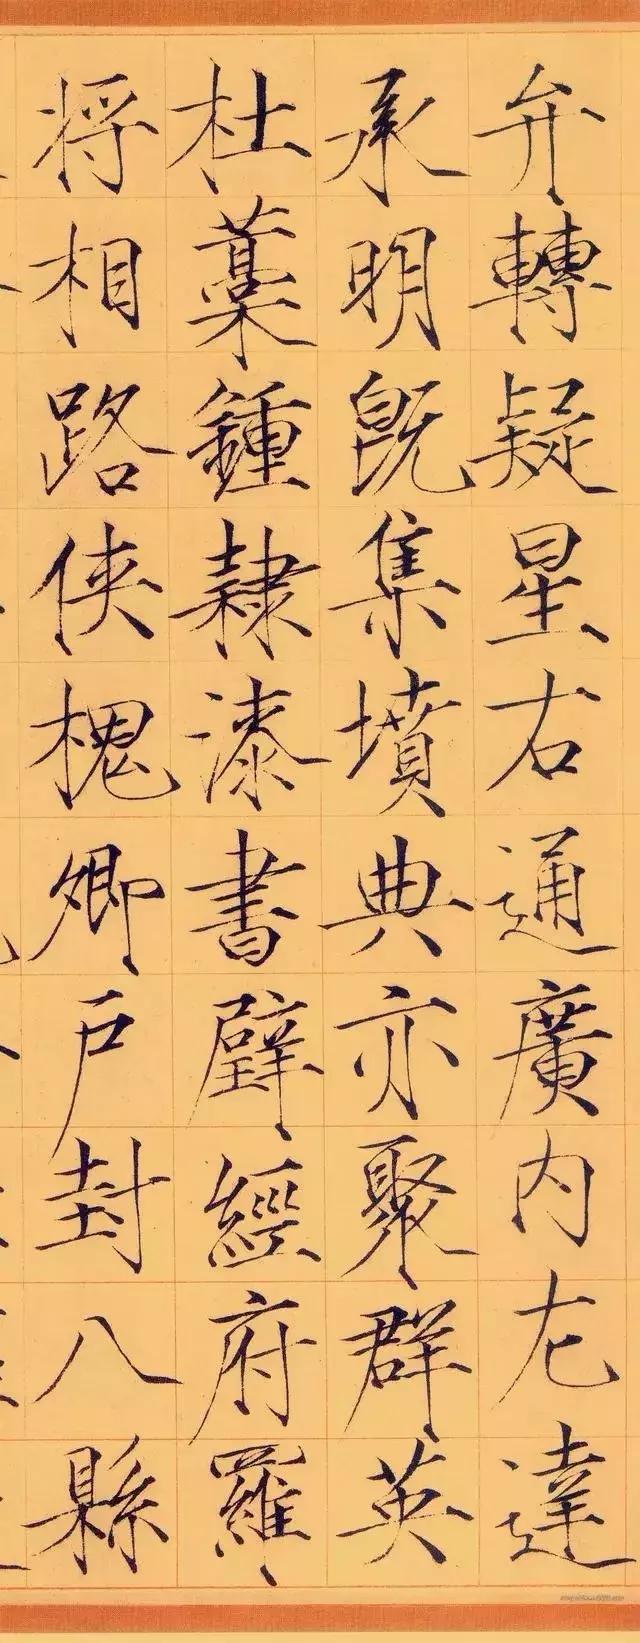 弁轉疑星右通廣內左達
承明既集墳典亦聚群英
杜藁鍾隸漆書壁經府羅
将相路俠槐卿戶封八縣